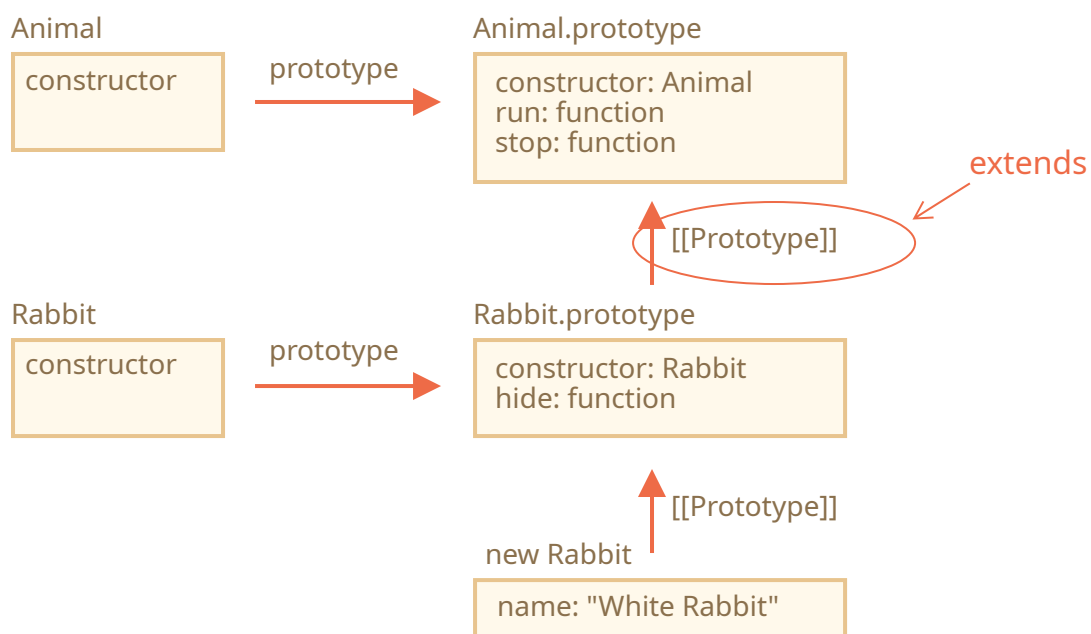 Animal
constructor
prototype
Animal.prototype
constructor: Animal
run: function
stop: function
extends
[[Prototype]]
Rabbit
constructor
prototype
Rabbit.prototype
constructor: Rabbit
hide: function
[[Prototype]]
new Rabbit
name: "White Rabbit"